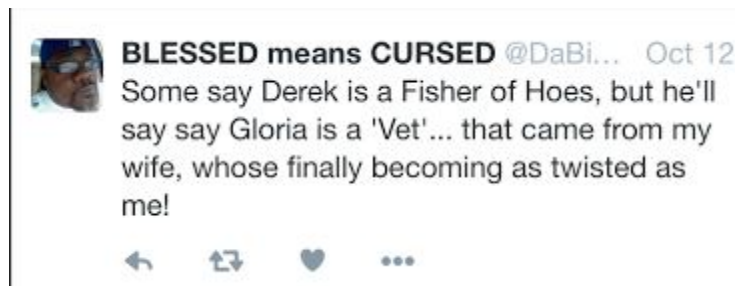 BLESSED means CURSED @DaBi... Oct 12
Some say Derek is a Fisher of Hoes, but he'll
say say Gloria is a 'Vet'... that came from my
wife, whose finally becoming as twisted as
me!